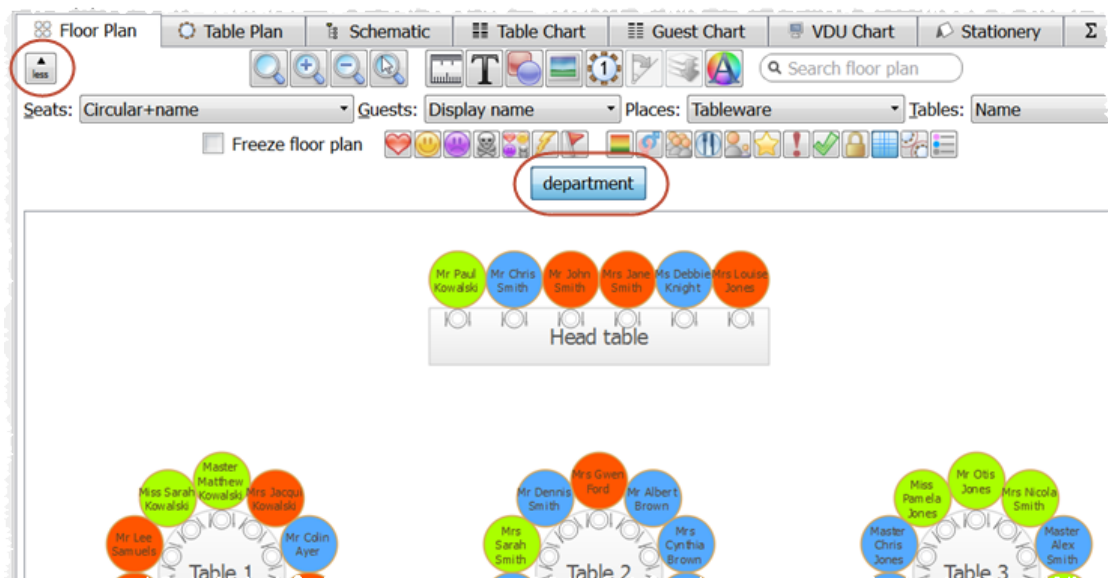 Floor Plan Table Plan Schematic Table Chart Guest Chart VDU Chart Stationery Σ
less
1 T A Search floor plan
Seats: Circular+name Guests: Display name Places: Tableware Tables: Name
Freeze floor plan
department
Mr Paul Kowalski
Mr Chris Smith
Mr John Smith
Mrs Jane Smith
Ms Debbie Knight
Mrs Louise Jones
Head table
Master Matthew Kowalski
Miss Sarah Kowalski
Mrs Jacqui Kowalski
Mr Lee Samuels
Mr Colin Ayer
Table 1
Mrs Gwen Ford
Mr Dennis Smith
Mr Albert Brown
Mrs Sarah Smith
Mrs Cynthia Brown
Table 2
Mr Otis Jones
Miss Pamela Jones
Mrs Nicola Smith
Master Chris Jones
Master Alex Smith
Table 3